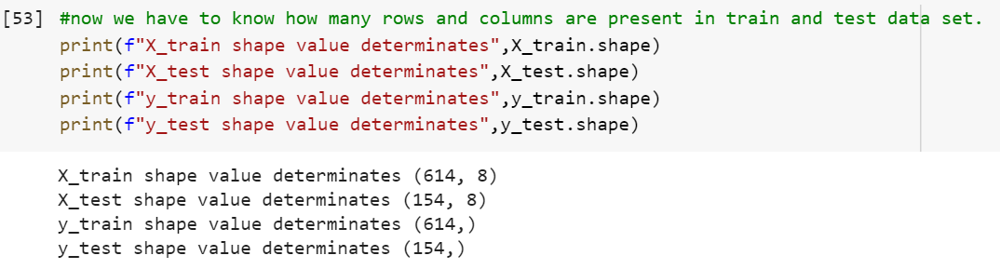 [53] #now we have to know how many rows and columns are present in train and test data set.
print(f"X_train shape value determinates",X_train.shape)
print(f"X_test shape value determinates",X_test.shape)
print(f"y_train shape value determinates",y_train.shape)
print(f"y_test shape value determinates",y_test.shape)
X_train shape value determinates (614, 8)
X_test shape value determinates (154, 8)
y_train shape value determinates (614,)
y_test shape value determinates (154,)